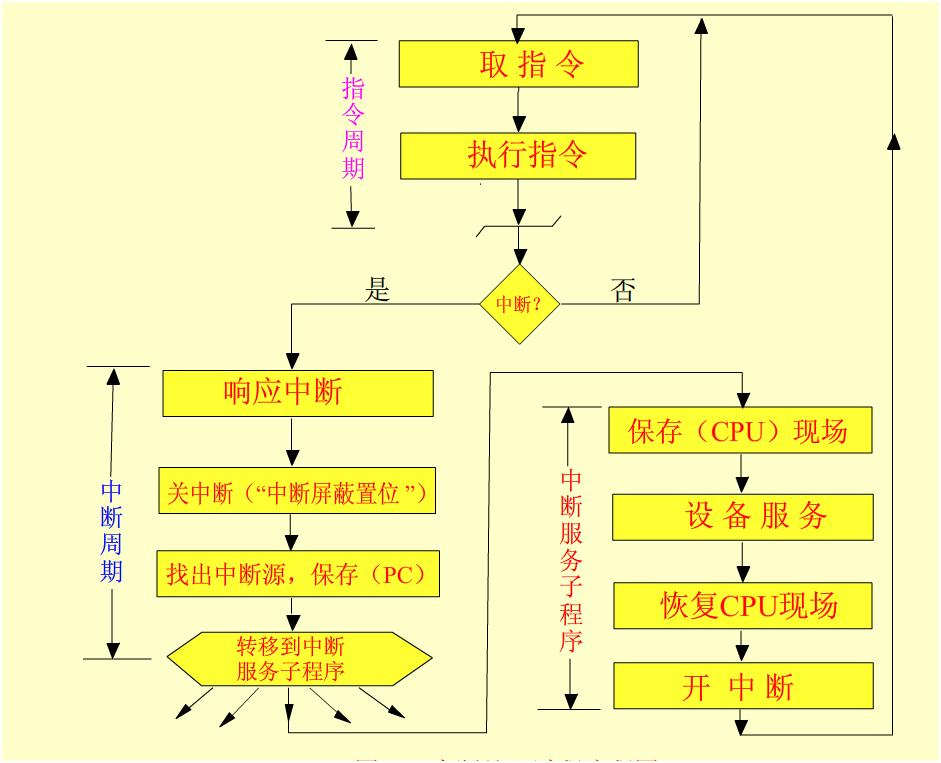 取指令
指令周期
执行指令
中断？
是
否
响应中断
关中断（“中断屏蔽置位”）
找出中断源，保存（PC）
转移到中断
服务子程序
中断周期
保存（CPU）现场
设备服务
恢复CPU现场
开中断
中断服务子程序